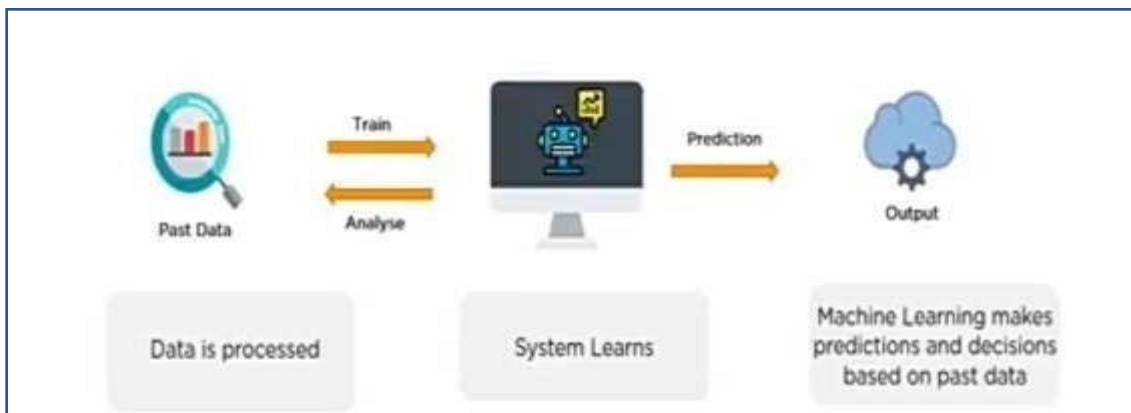 Train
Prediction
Past Data
Analyse
Output
Data is processed
System Learns
Machine Learning makes
predictions and decisions
based on past data